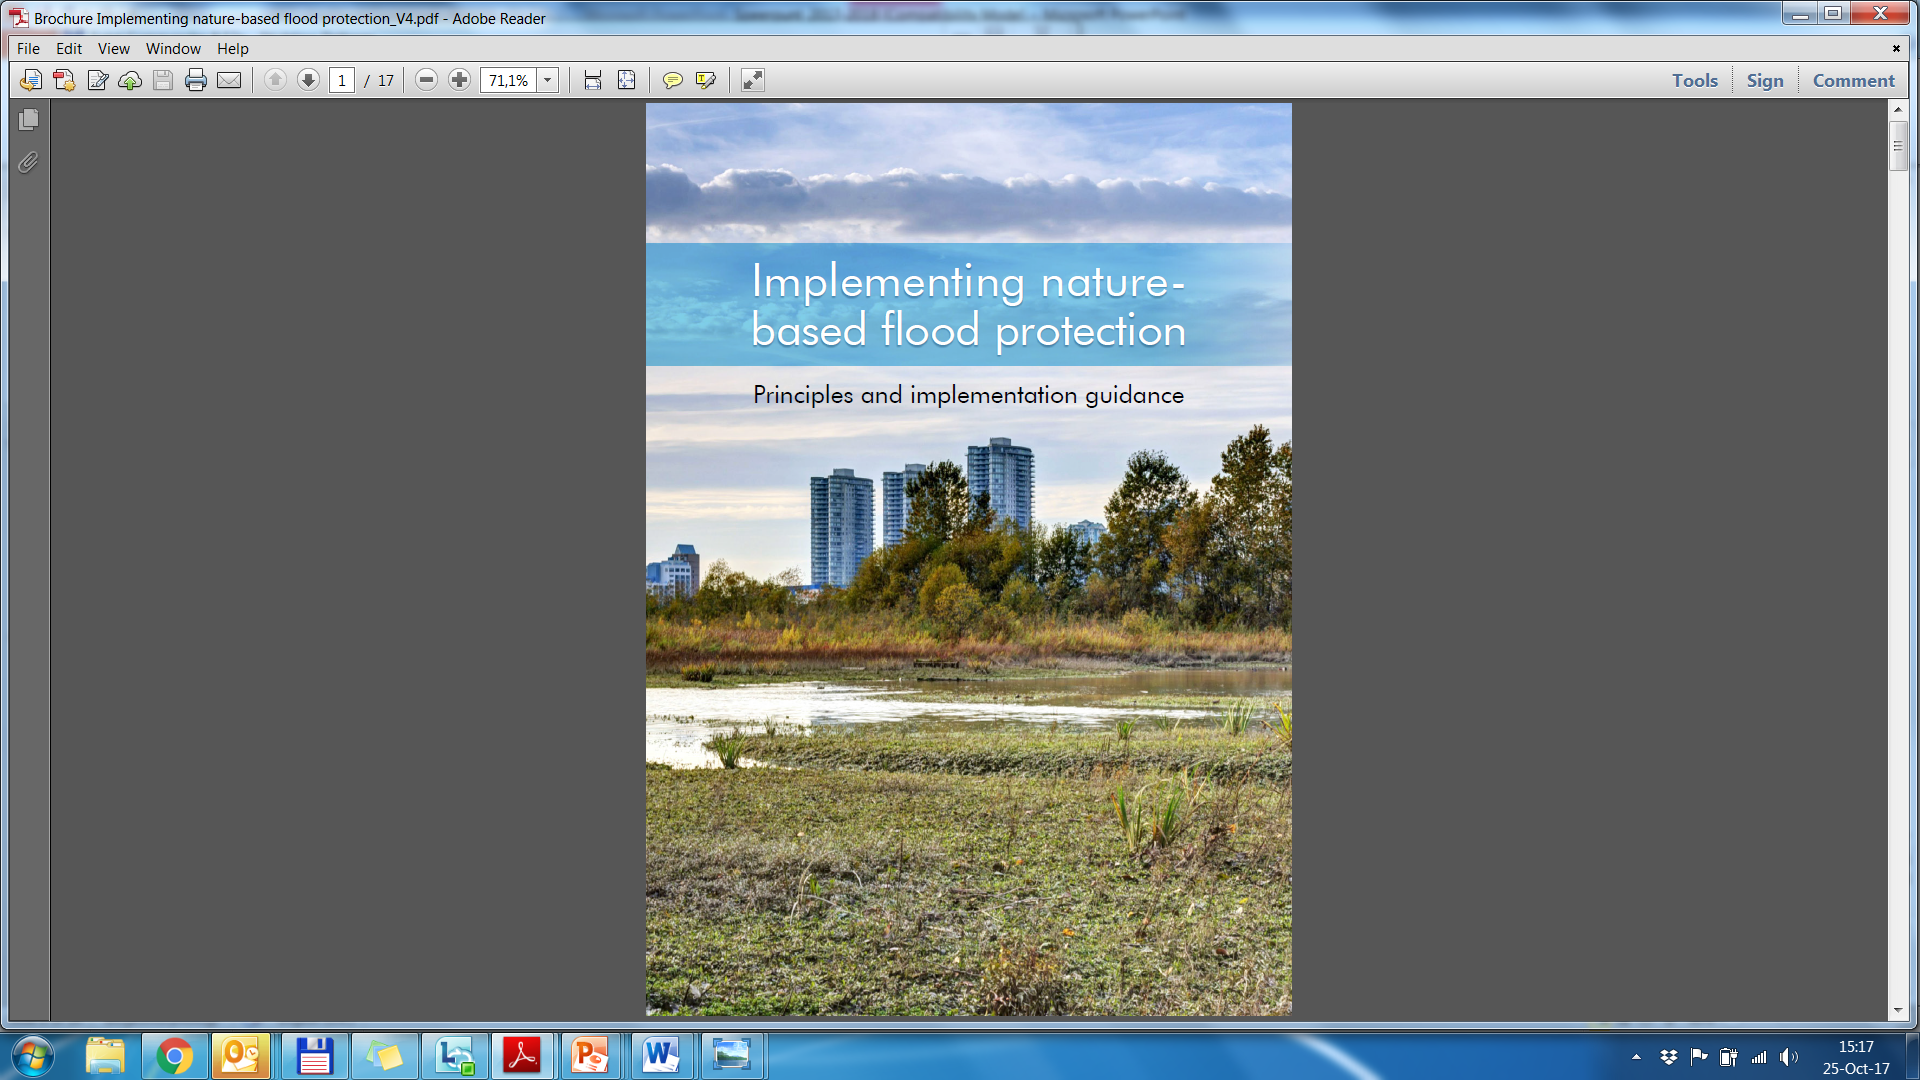 Brochure Implementing nature-based flood protection_V4.pdf - Adobe Reader
File Edit View Window Help
1 / 17 71,1% Tools Sign Comment
Implementing nature-
based flood protection
Principles and implementation guidance
15:17
25-Oct-17